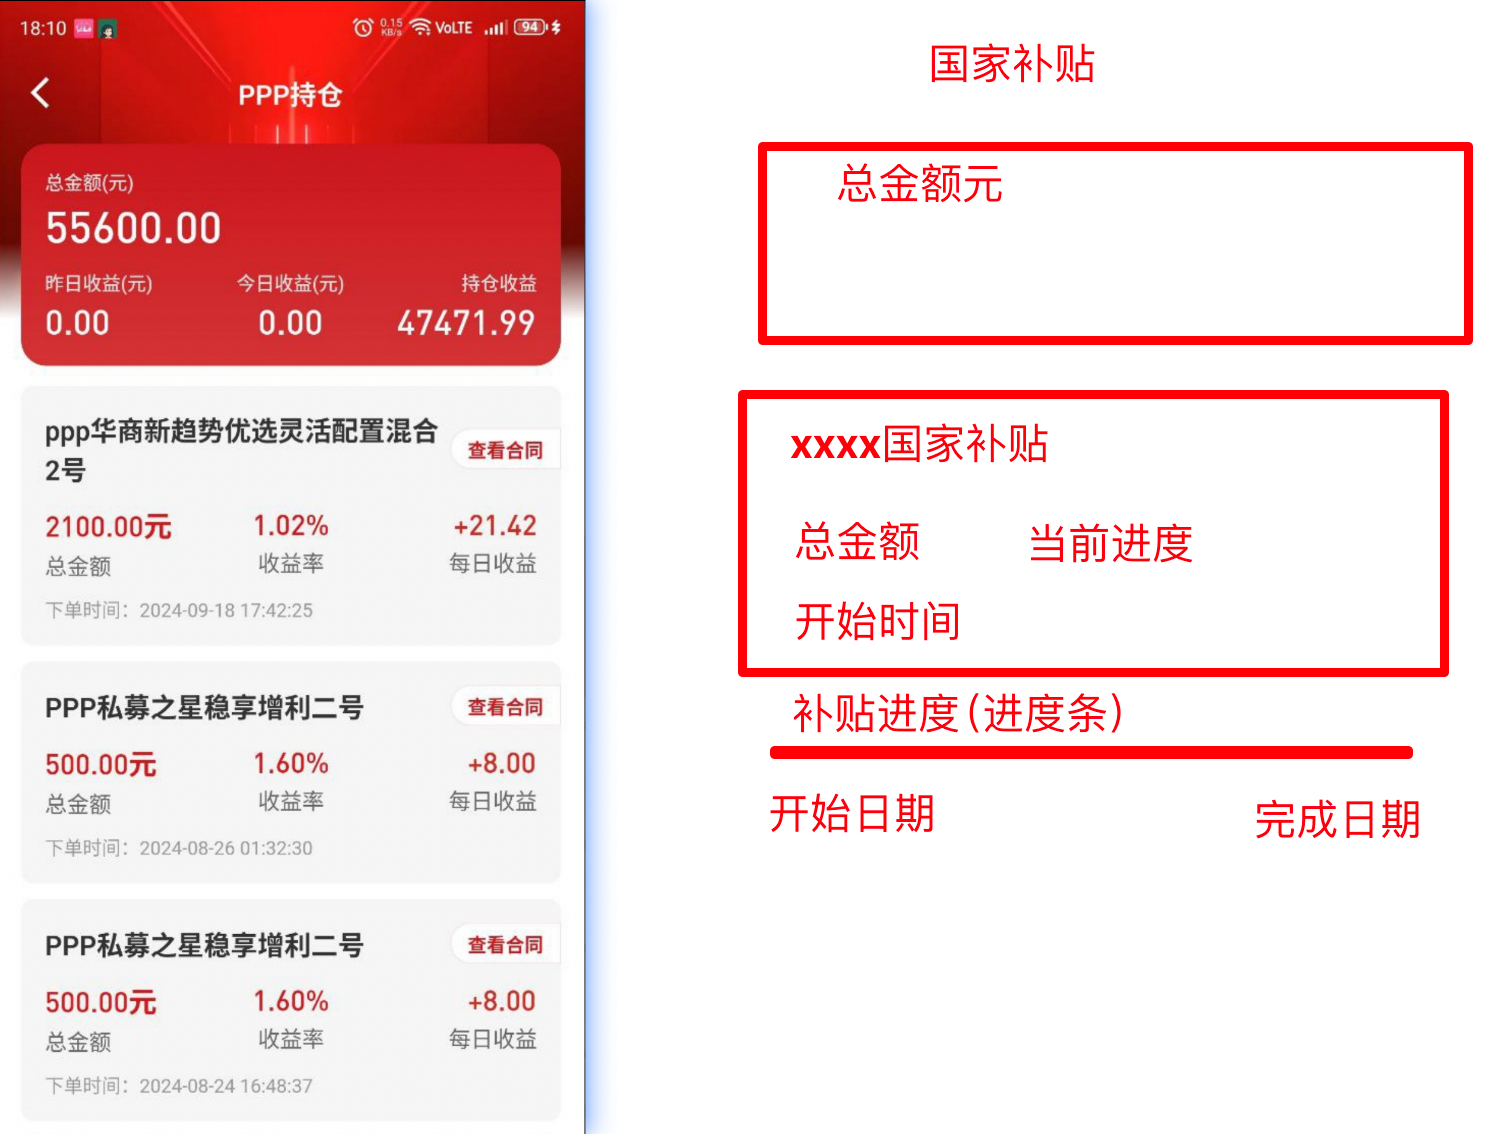 18:10
0.15 KB/s VoLTE 94
PPP持仓
总金额(元)
55600.00
昨日收益(元) 今日收益(元) 持仓收益
0.00 0.00 47471.99
ppp华商新趋势优选灵活配置混合
2号
查看合同
2100.00元 1.02% +21.42
总金额 收益率 每日收益
下单时间：2024-09-18 17:42:25
PPP私募之星稳享增利二号 查看合同
500.00元 1.60% +8.00
总金额 收益率 每日收益
下单时间：2024-08-26 01:32:30
PPP私募之星稳享增利二号 查看合同
500.00元 1.60% +8.00
总金额 收益率 每日收益
下单时间：2024-08-24 16:48:37
国家补贴
总金额元
xxxx国家补贴
总金额 当前进度
开始时间
补贴进度(进度条)
开始日期 完成日期